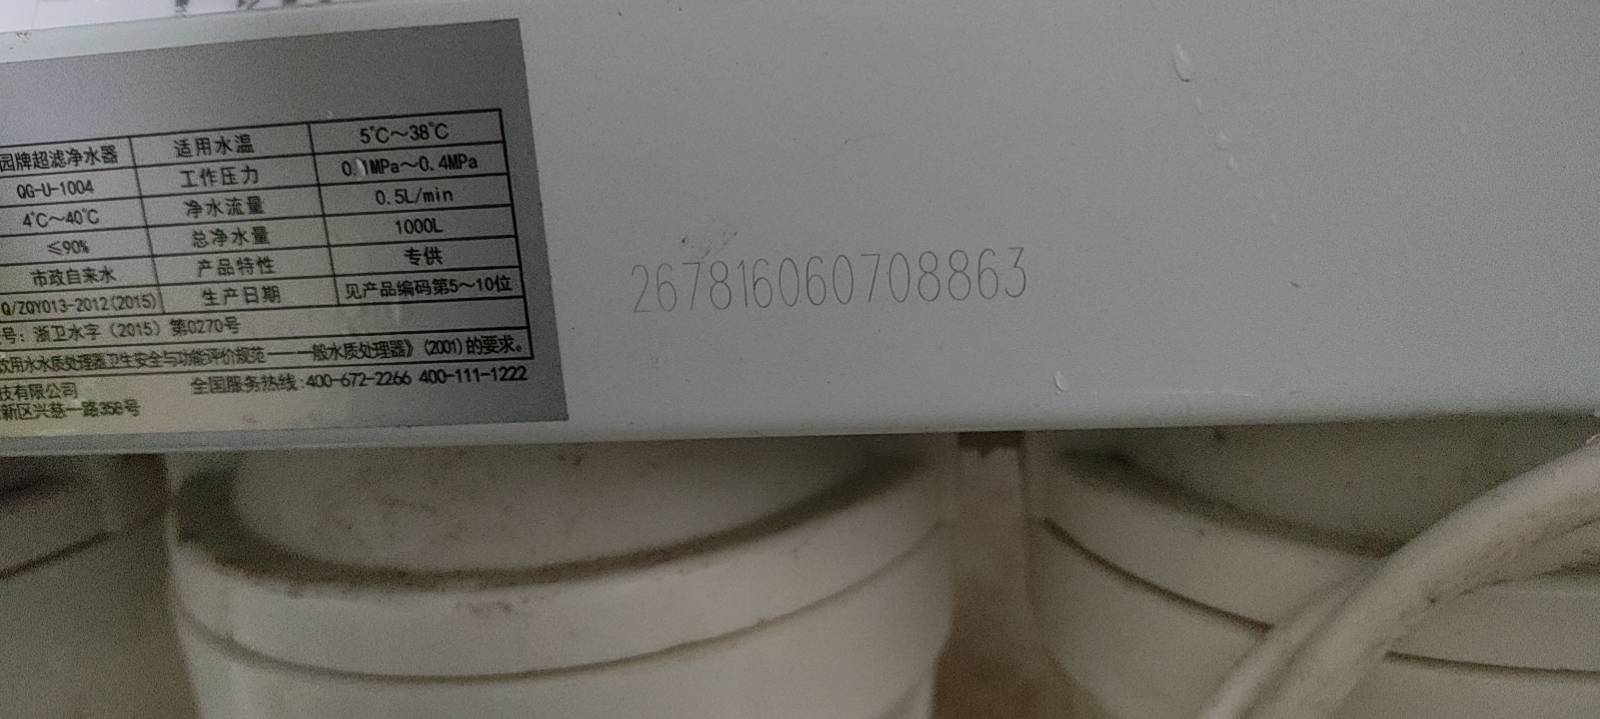 园牌超滤净水器 适用水温 5℃~38℃
QG-U-1004 工作压力 0.1MPa~0.4MPa
4℃~40℃ 净水流量 0.5L/min
≤90% 总净水量 1000L
市政自来水 产品特性 专供
Q/ZQY013-2012(2015) 生产日期 见产品编码第5~10位
号：浙卫水字（2015）第0270号
饮用水水质处理器卫生安全与功能评价规范——一般水质处理器》（2001）的要求。
技有限公司 全国服务热线:400-672-2266 400-111-1222
新区兴慈一路358号
267816060708863